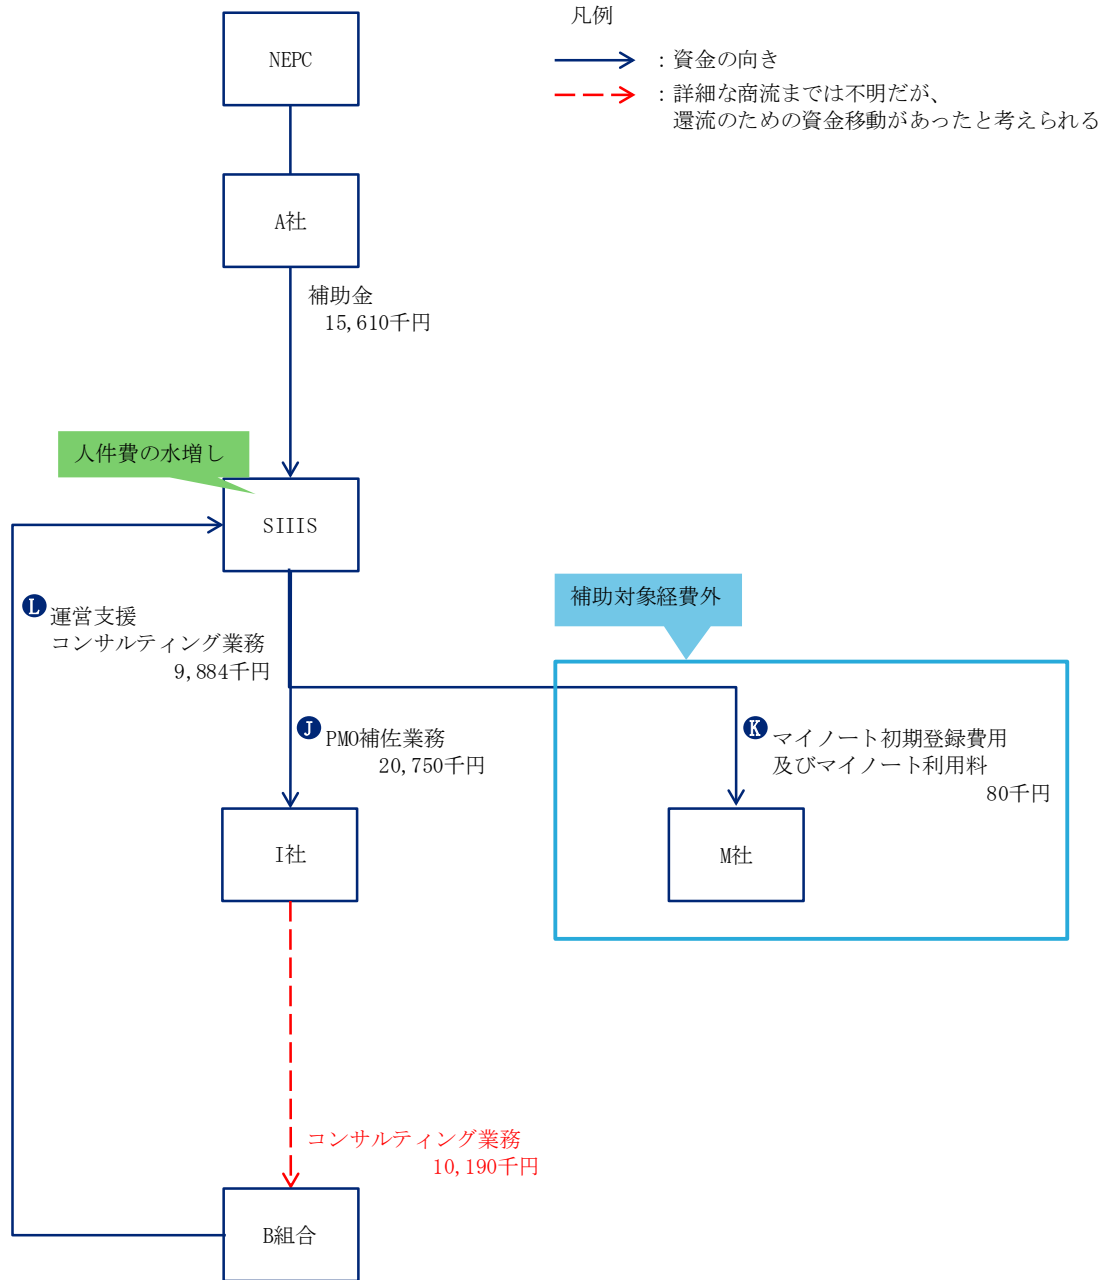 凡例
：資金の向き
：詳細な商流までは不明だが、
還流のための資金移動があったと考えられる
NEPC
A社
補助金
15,610千円
人件費の水増し
SIIIS
L 運営支援
コンサルティング業務
9,884千円
補助対象経費外
J PMO補佐業務
20,750千円
K マイノート初期登録費用
及びマイノート利用料
80千円
I社
M社
コンサルティング業務
10,190千円
B組合